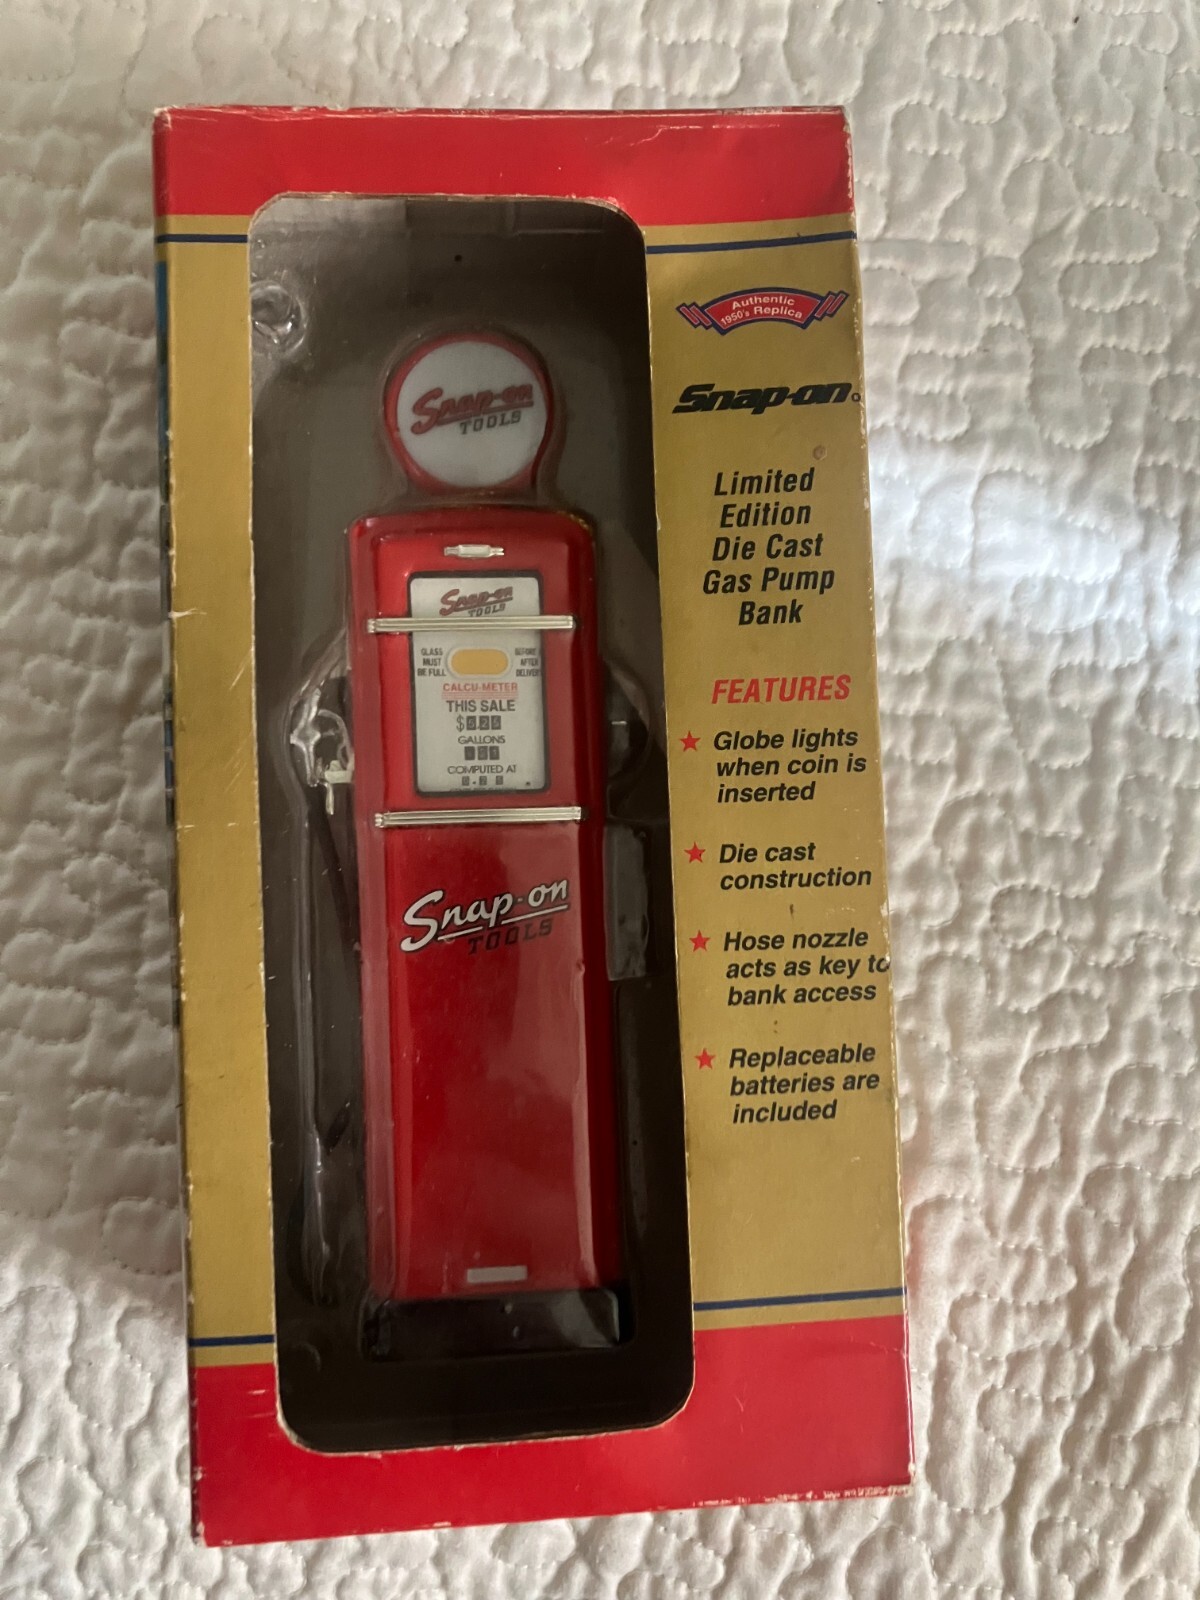 Authentic
1950's Replica
Snap-on®
Limited
Edition
Die Cast
Gas Pump
Bank
FEATURES
★ Globe lights
when coin is
inserted
★ Die cast
construction
★ Hose nozzle
acts as key to
bank access
★ Replaceable
batteries are
included
Snap-on
TOOLS
Snap-on
TOOLS
GLASS
MUST
BE FULL
BEFORE
AFTER
DELIVERY
CALCU-METER
THIS SALE
$
GALLONS
COMPUTED AT
Snap-on
TOOLS